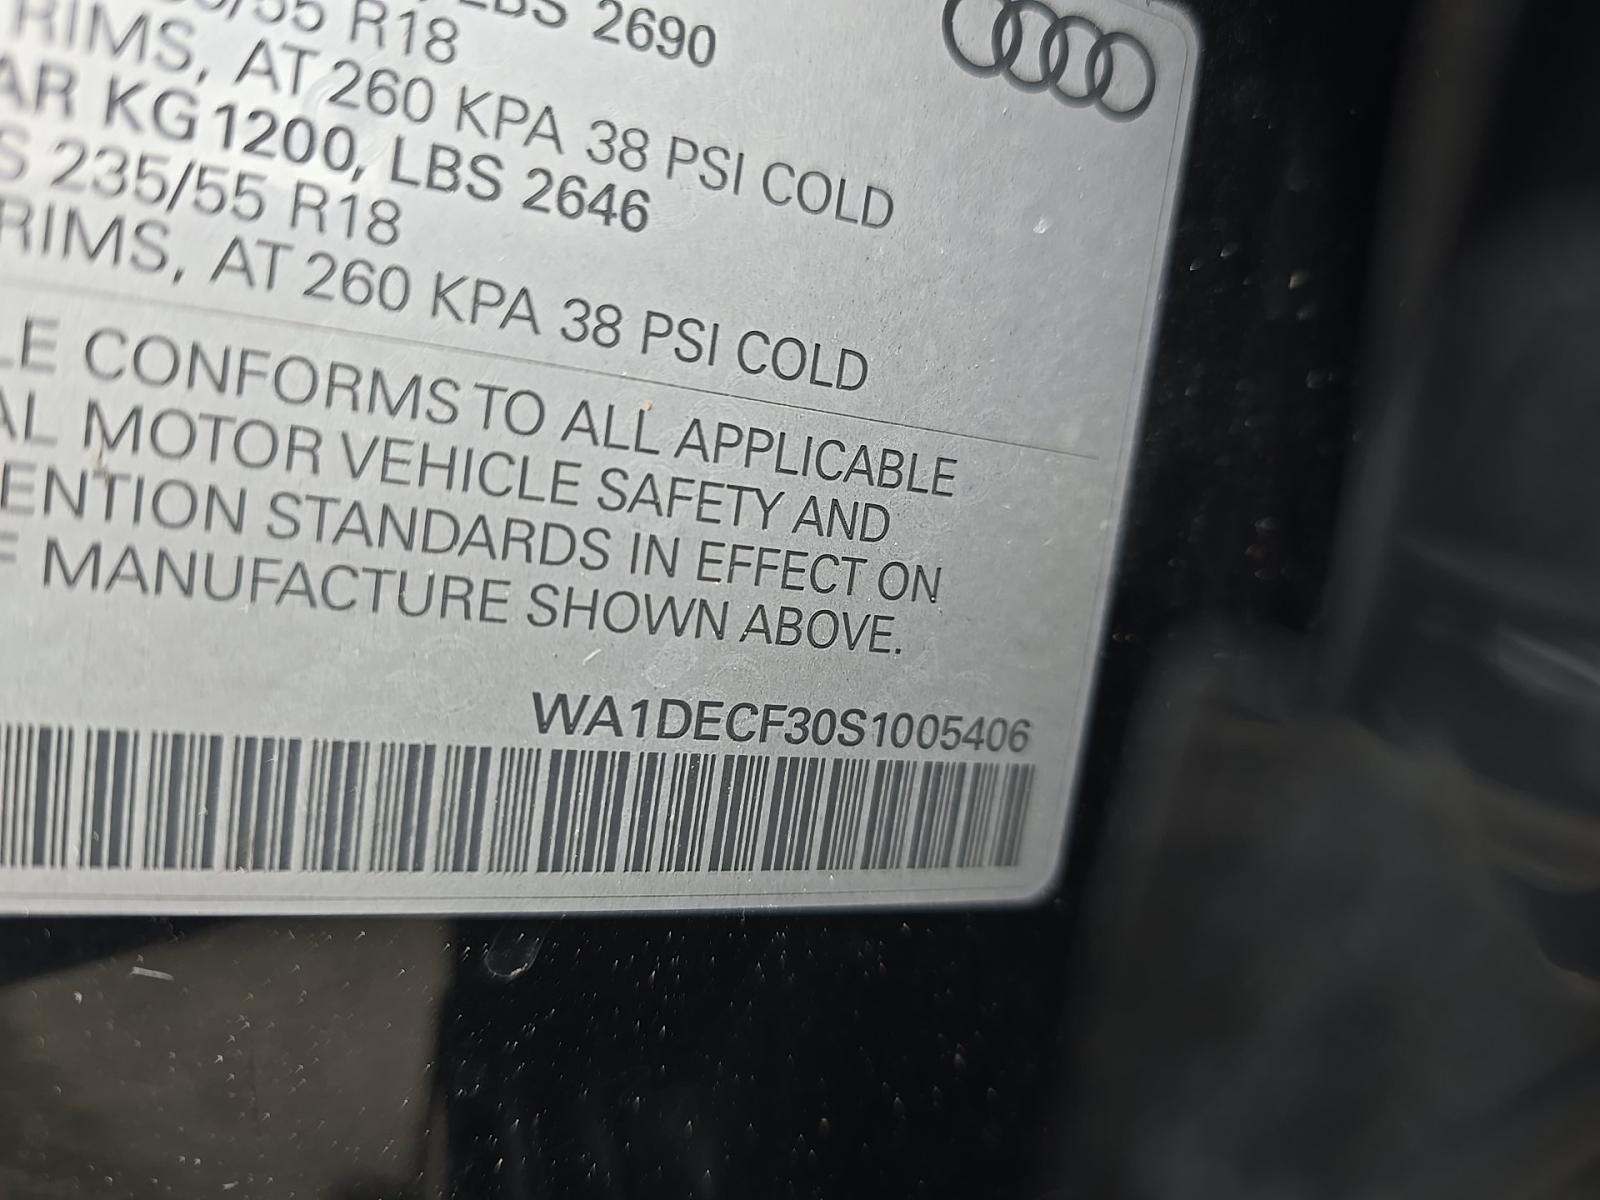 LBS 2690
/55 R18
RIMS, AT 260 KPA 38 PSI COLD
AR KG 1200, LBS 2646
S 235/55 R18
RIMS, AT 260 KPA 38 PSI COLD
LE CONFORMS TO ALL APPLICABLE
AL MOTOR VEHICLE SAFETY AND
ENTION STANDARDS IN EFFECT ON
F MANUFACTURE SHOWN ABOVE.
WA1DECF30S1005406